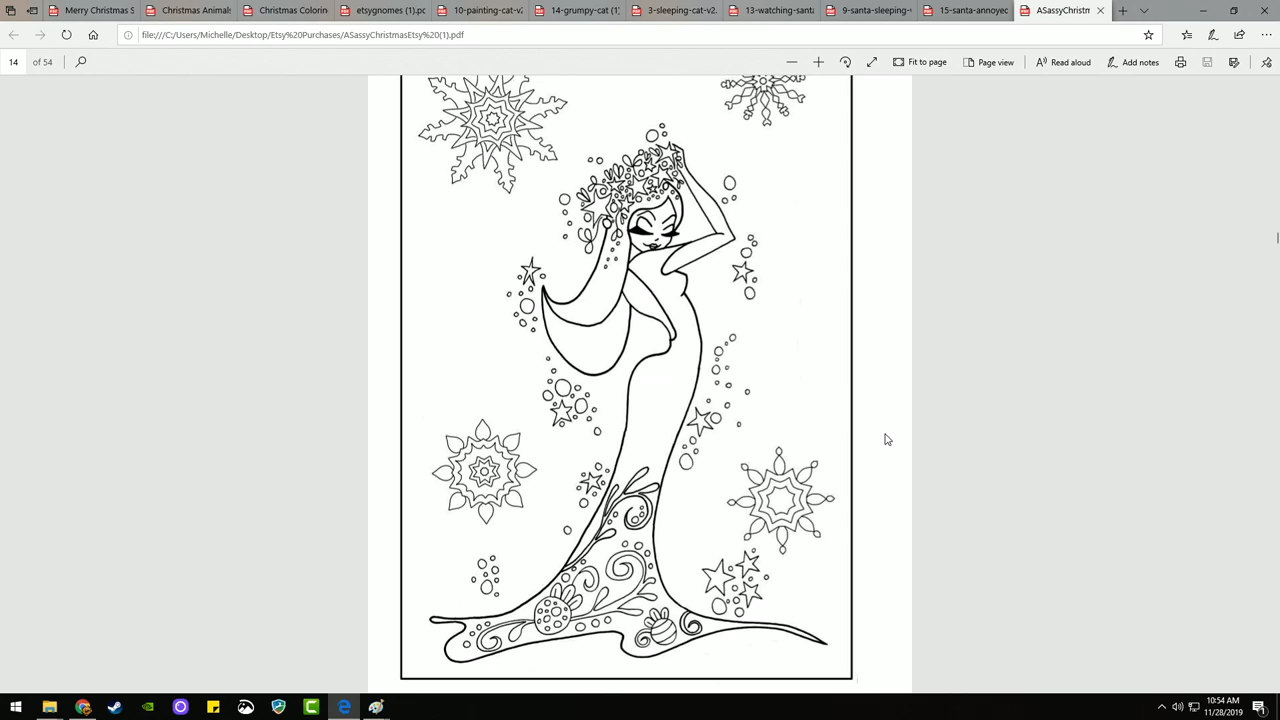 Merry Christmas S
Christmas Animals
Christmas Colorin
etsygnomes (1).pc
10-painting-cat-v2
14-grumpy-cat (1)
3-sleeping-cat-v2.
13-watching-santa
9-santa-sleeping-
15-santa-annoyed
ASassyChristm
file:///C:/Users/Michelle/Desktop/Etsy%20Purchases/ASassyChristmasEtsy%20(1).pdf
14 of 54
Fit to page
Page view
Read aloud
Add notes
10:54 AM
11/28/2019